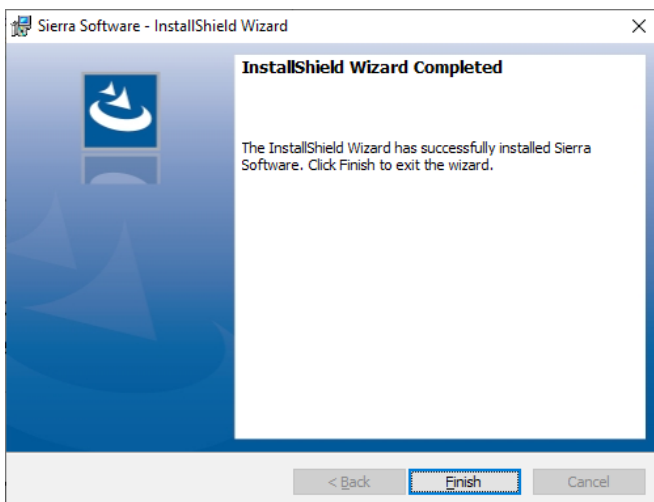 Sierra Software - InstallShield Wizard
InstallShield Wizard Completed
The InstallShield Wizard has successfully installed Sierra
Software. Click Finish to exit the wizard.
< Back
Finish
Cancel